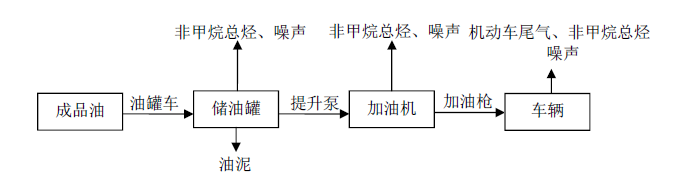 非甲烷总烃、噪声
非甲烷总烃、噪声
机动车尾气、非甲烷总烃
噪声
成品油
油罐车
储油罐
提升泵
加油机
加油枪
车辆
油泥